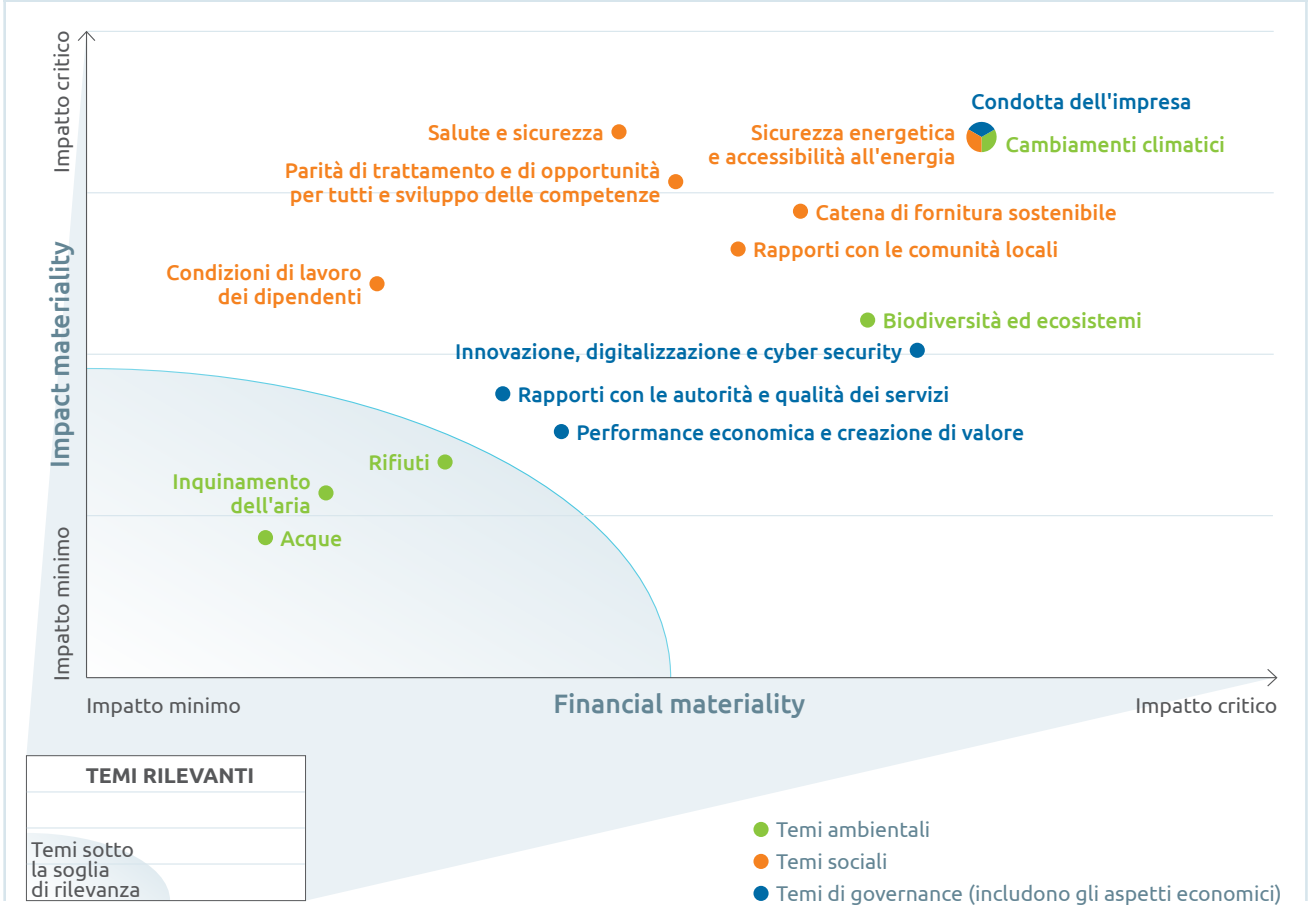 Impatto critico
Impact materiality
Impatto minimo
Condotta dell'impresa
Salute e sicurezza
Sicurezza energetica
e accessibilità all'energia
Cambiamenti climatici
Parità di trattamento e di opportunità
per tutti e sviluppo delle competenze
Catena di fornitura sostenibile
Rapporti con le comunità locali
Condizioni di lavoro
dei dipendenti
Biodiversità ed ecosistemi
Innovazione, digitalizzazione e cyber security
Rapporti con le autorità e qualità dei servizi
Performance economica e creazione di valore
Rifiuti
Inquinamento
dell'aria
Acque
Impatto minimo
Financial materiality
Impatto critico
TEMI RILEVANTI
Temi sotto
la soglia
di rilevanza
Temi ambientali
Temi sociali
Temi di governance (includono gli aspetti economici)